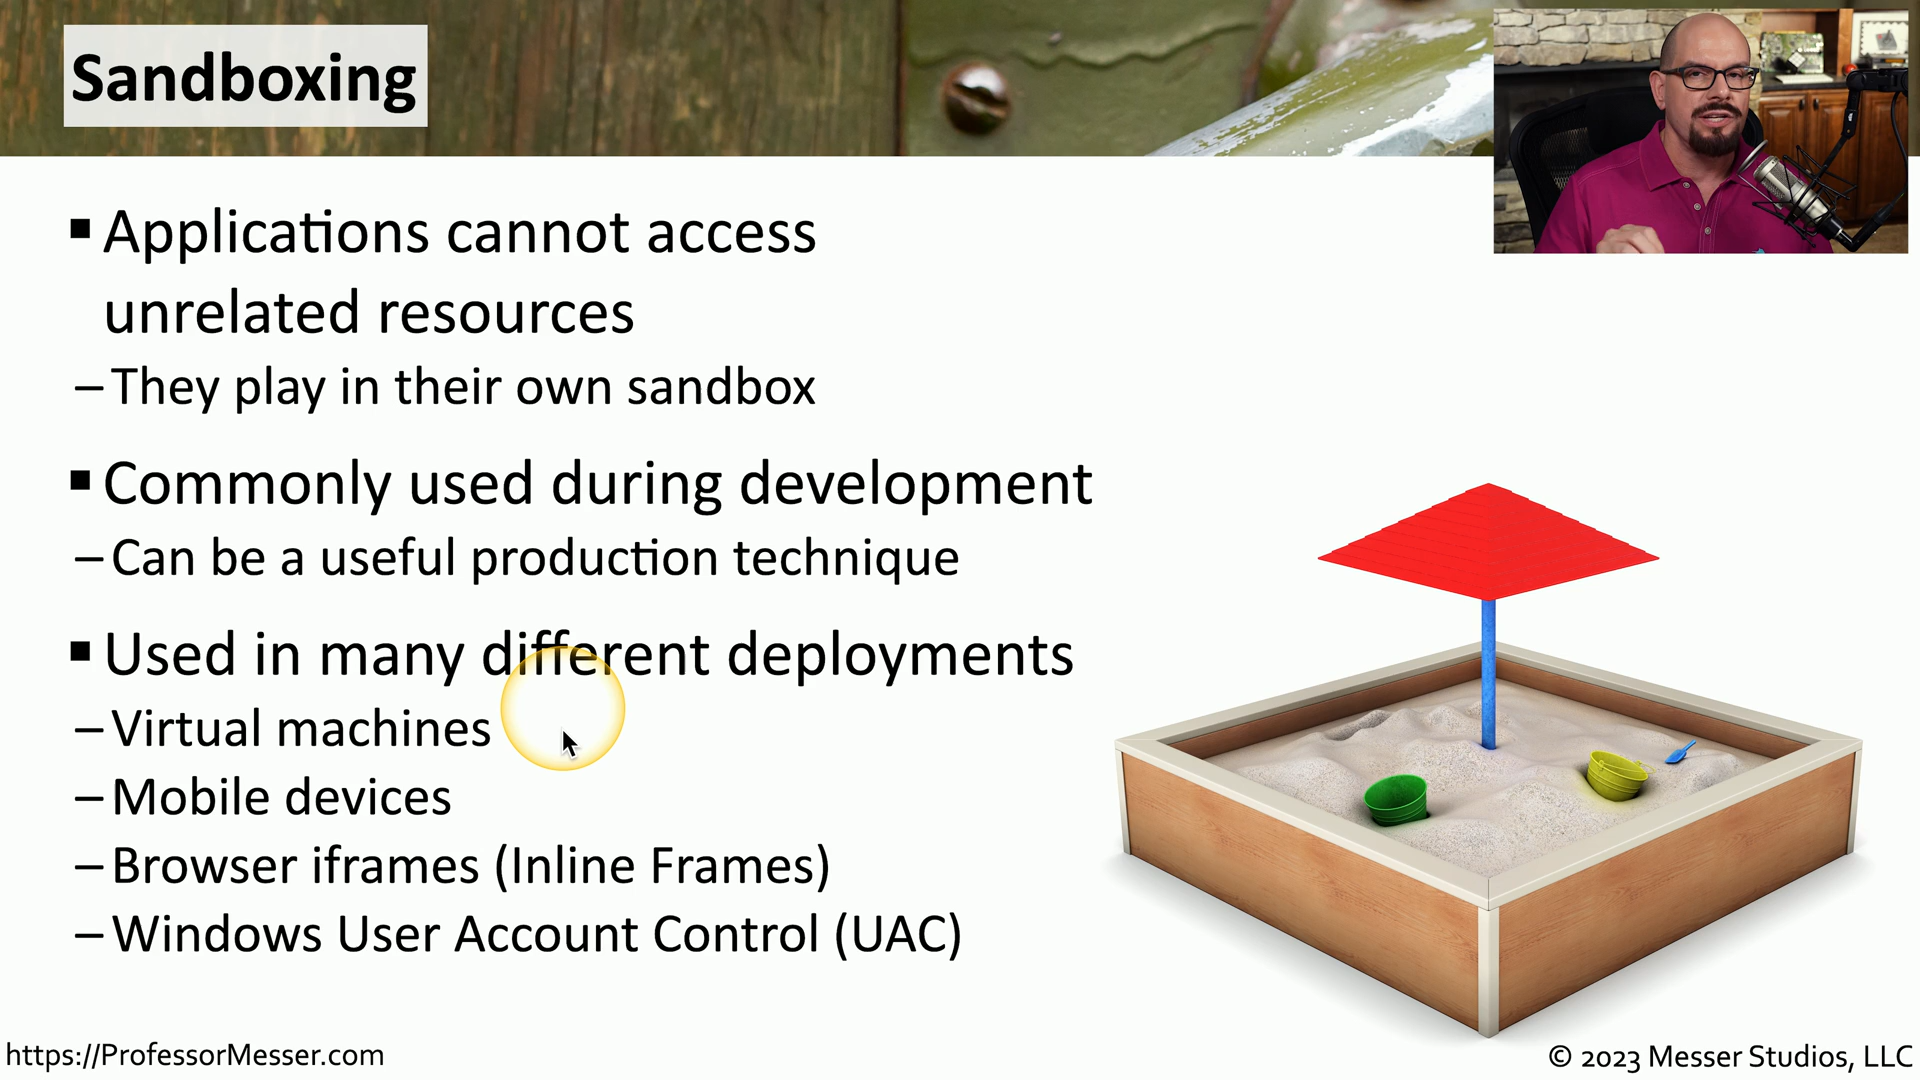 Sandboxing
▪ Applications cannot access
unrelated resources
– They play in their own sandbox
▪ Commonly used during development
– Can be a useful production technique
▪ Used in many different deployments
– Virtual machines
– Mobile devices
– Browser iframes (Inline Frames)
– Windows User Account Control (UAC)
https://ProfessorMesser.com
© 2023 Messer Studios, LLC